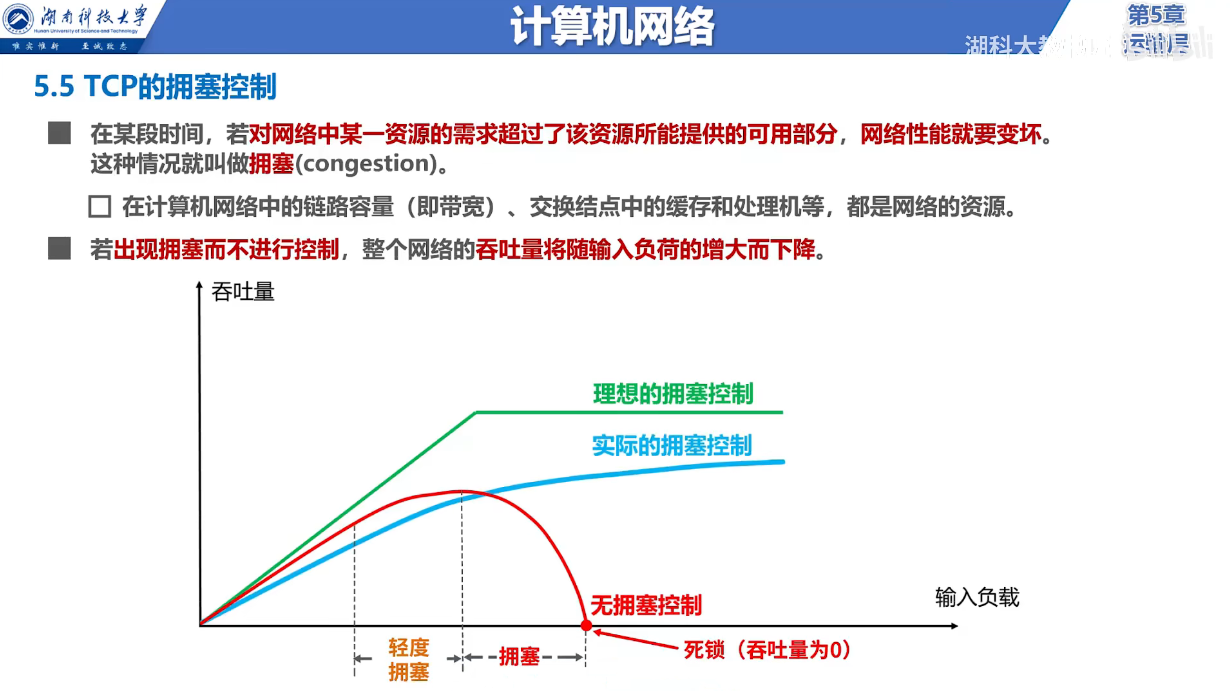 湖南科技大学
Hunan University of Science and Technology
唯实惟新 至诚致志
计算机网络
第5章
湖科大教
5.5 TCP的拥塞控制
在某段时间，若对网络中某一资源的需求超过了该资源所能提供的可用部分，网络性能就要变坏。
这种情况就叫做拥塞(congestion)。
在计算机网络中的链路容量（即带宽）、交换结点中的缓存和处理机等，都是网络的资源。
若出现拥塞而不进行控制，整个网络的吞吐量将随输入负荷的增大而下降。
吞吐量
理想的拥塞控制
实际的拥塞控制
无拥塞控制
输入负载
轻度
拥塞
拥塞
死锁（吞吐量为0）